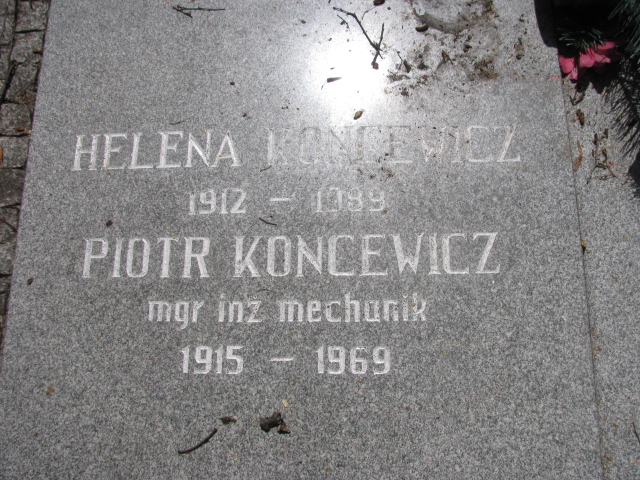 HELENA KONCEWICZ
1912 – 1989
PIOTR KONCEWICZ
mgr inż mechanik
1915 – 1969